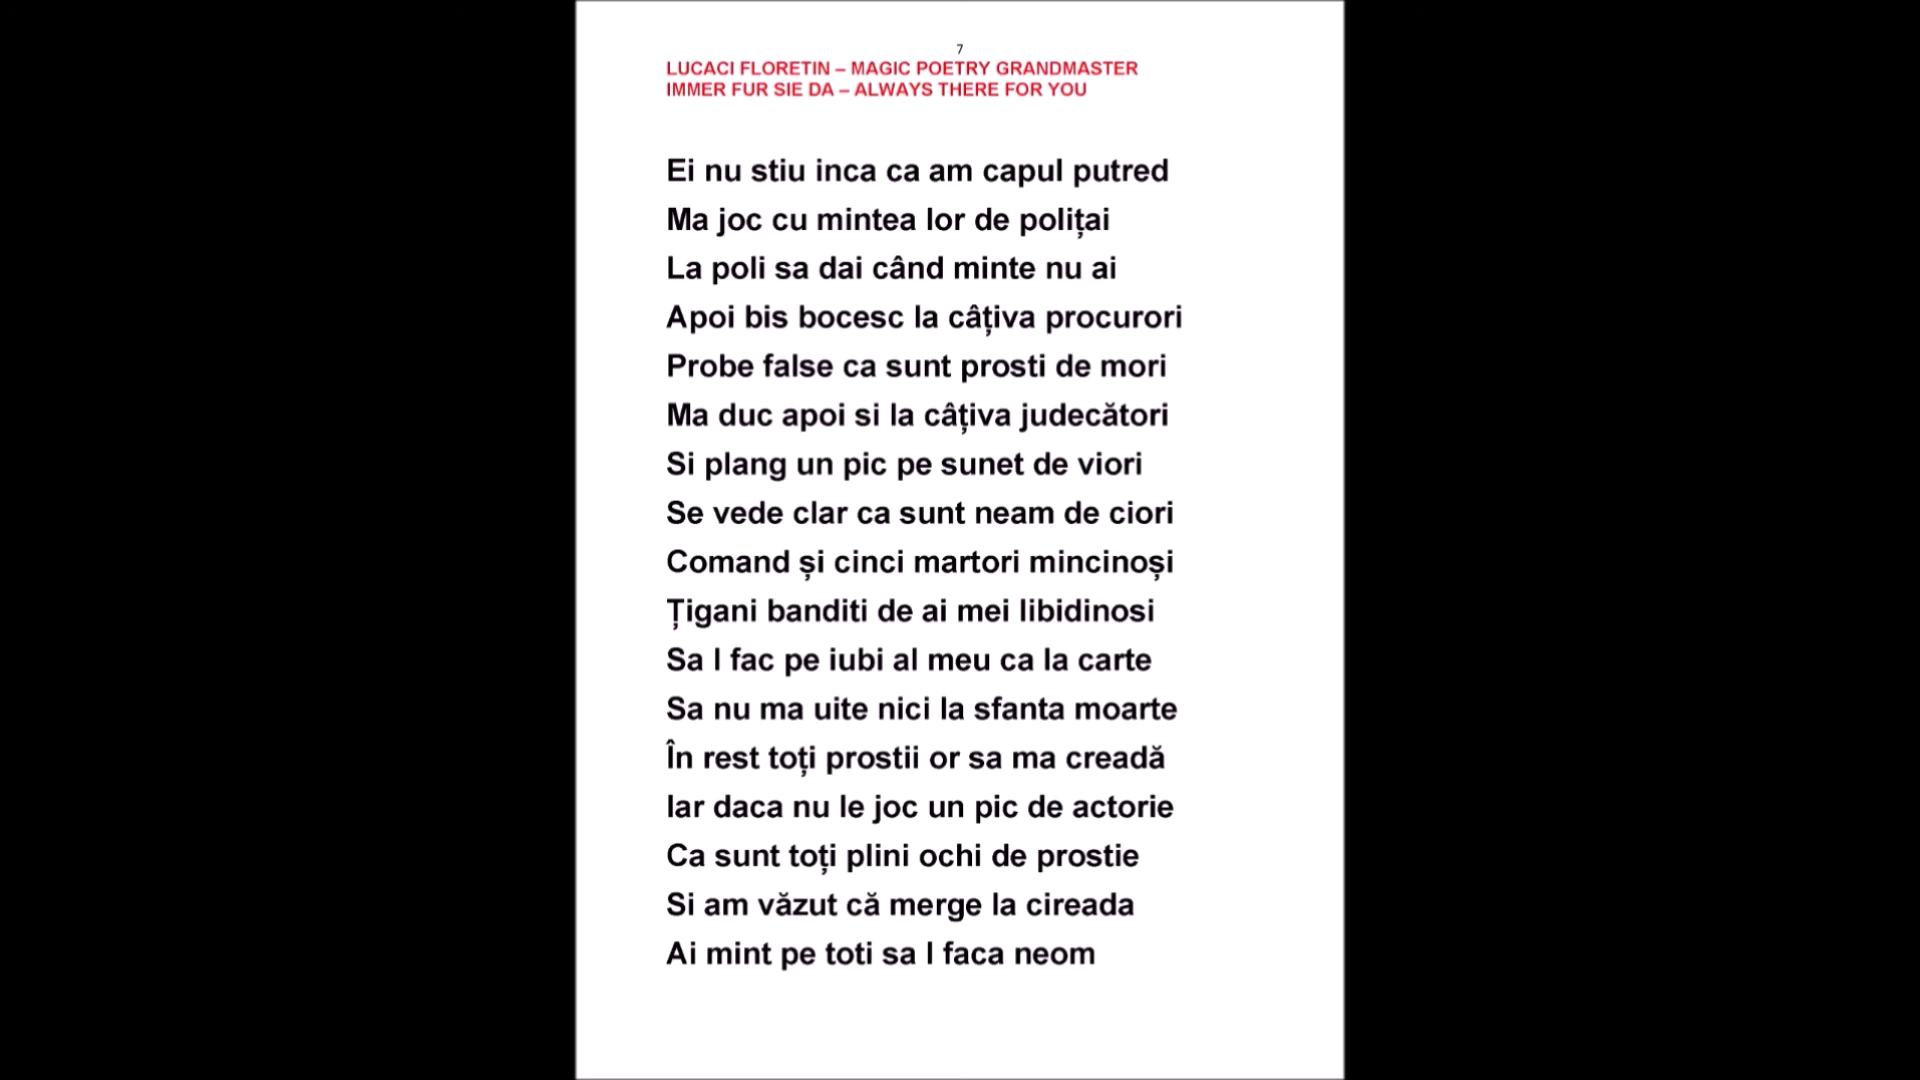 7
LUCACI FLORETIN – MAGIC POETRY GRANDMASTER
IMMER FUR SIE DA – ALWAYS THERE FOR YOU
Ei nu stiu inca ca am capul putred
Ma joc cu mintea lor de polițai
La poli sa dai când minte nu ai
Apoi bis bocesc la câțiva procurori
Probe false ca sunt prosti de mori
Ma duc apoi si la câțiva judecători
Si plang un pic pe sunet de viori
Se vede clar ca sunt neam de ciori
Comand și cinci martori mincinoși
Țigani banditi de ai mei libidinosi
Sa l fac pe iubi al meu ca la carte
Sa nu ma uite nici la sfanta moarte
În rest toți prostii or sa ma creadă
Iar daca nu le joc un pic de actorie
Ca sunt toți plini ochi de prostie
Si am văzut că merge la cireada
Ai mint pe toti sa l faca neom